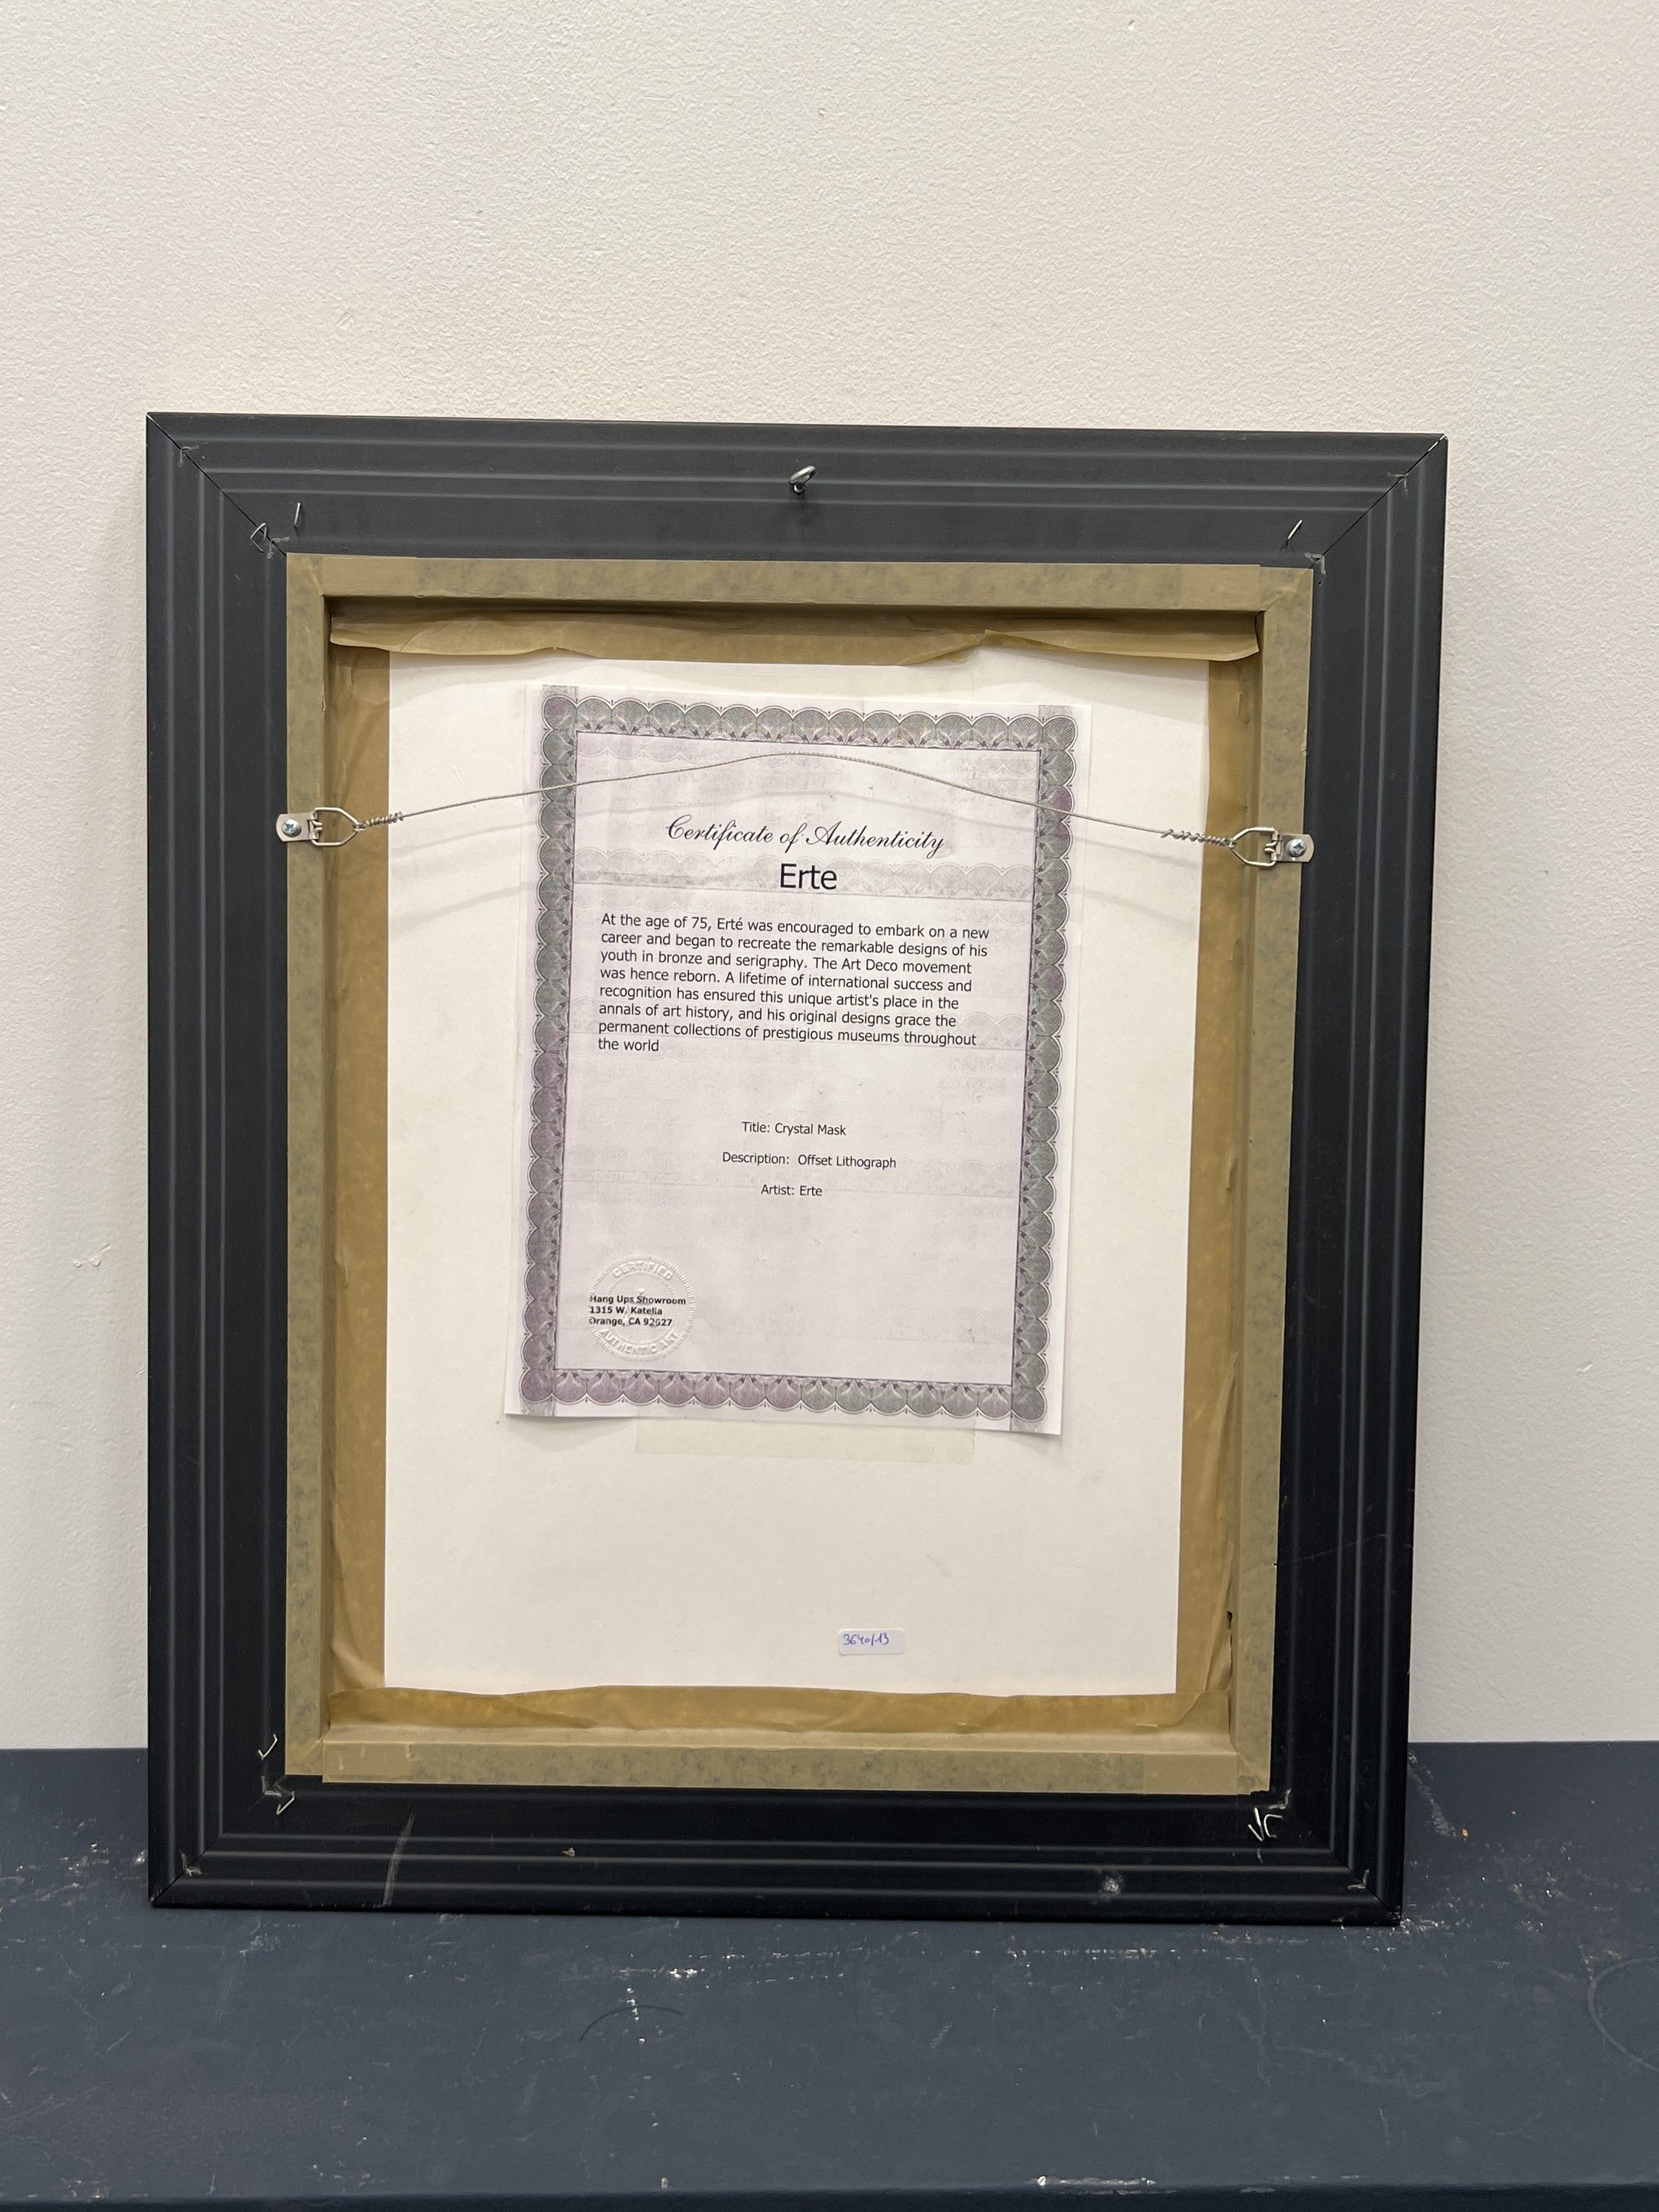 Certificate of Authenticity
Erte
At the age of 75, Erté was encouraged to embark on a new
career and began to recreate the remarkable designs of his
youth in bronze and serigraphy. The Art Deco movement
was hence reborn. A lifetime of international success and
recognition has ensured this unique artist's place in the
annals of art history, and his original designs grace the
permanent collections of prestigious museums throughout
the world
Title: Crystal Mask
Description: Offset Lithograph
Artist: Erte
CERTIFIED
Hang Ups Showroom
1315 W. Katella
Orange, CA 92627
AUTHENTIC ART
3640/13